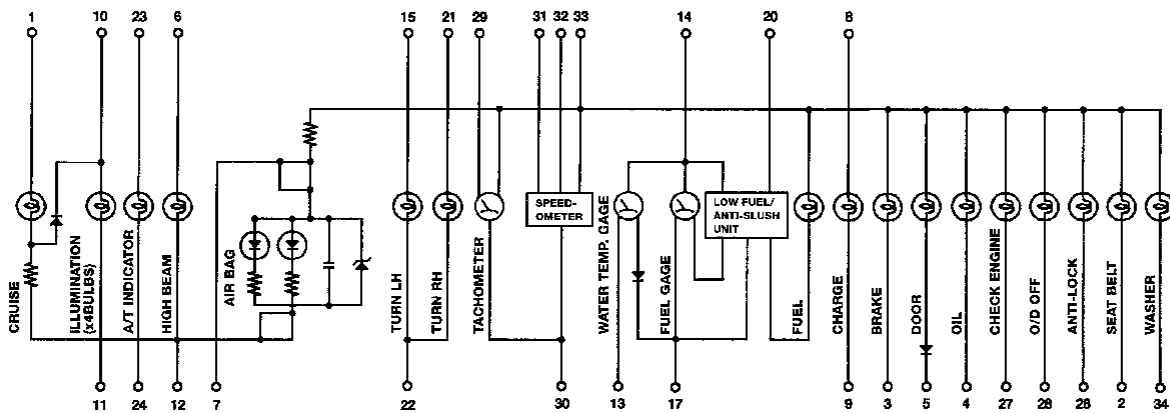 1 10 23 6 15 21 29 31 32 33 14 20 8
CRUISE
ILLUMINATION
(x4BULBS)
A/T INDICATOR
HIGH BEAM
AIR BAG
TURN LH
TURN RH
TACHOMETER
SPEED-
OMETER
WATER TEMP. GAGE
FUEL GAGE
LOW FUEL/
ANTI-SLUSH
UNIT
FUEL
CHARGE
BRAKE
DOOR
OIL
CHECK ENGINE
O/D OFF
ANTI-LOCK
SEAT BELT
WASHER
11 24 12 7 22 30 13 17 9 3 5 4 27 28 2 34